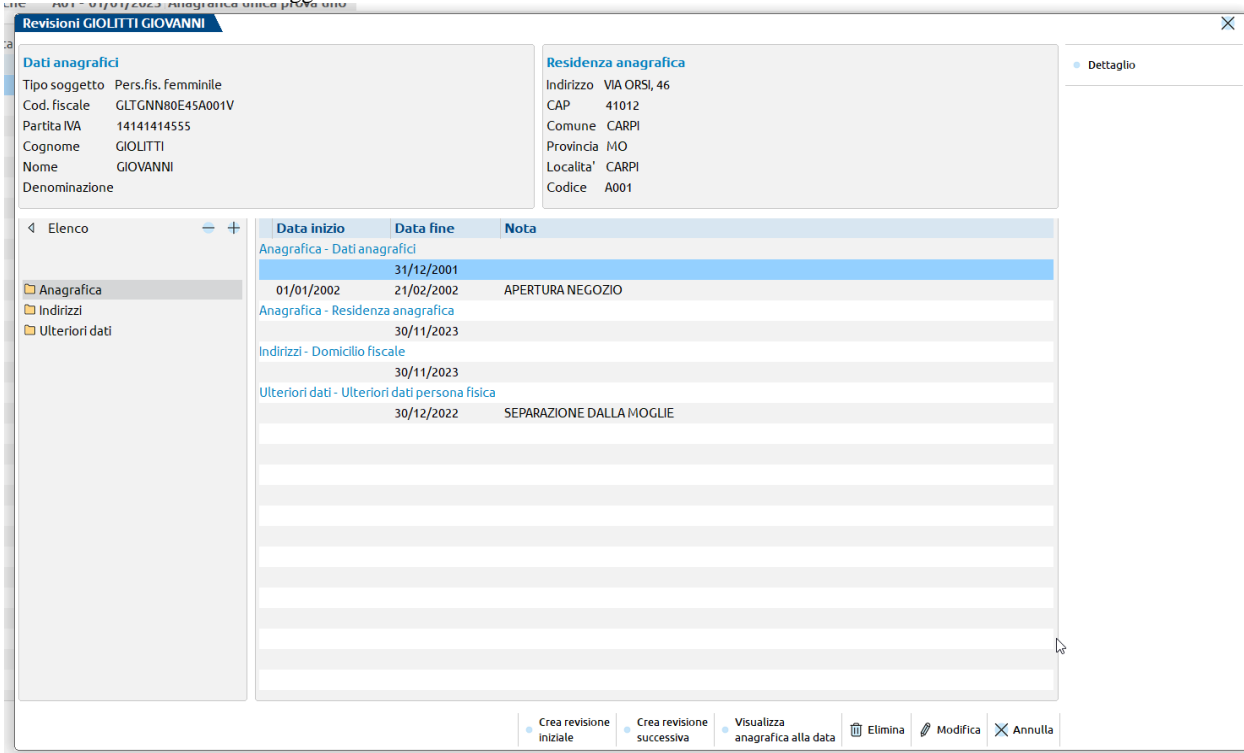 A01 - 01/01/2023 Anagrafica unica prova uno
Revisioni GIOLITTI GIOVANNI
Dati anagrafici
Tipo soggetto Pers.fis. femminile
Cod. fiscale GLTGNN80E45A001V
Partita IVA 14141414555
Cognome GIOLITTI
Nome GIOVANNI
Denominazione
Residenza anagrafica
Indirizzo VIA ORSI, 46
CAP 41012
Comune CARPI
Provincia MO
Localita' CARPI
Codice A001
Dettaglio
Elenco
Anagrafica
Indirizzi
Ulteriori dati
Data inizio Data fine Nota
Anagrafica - Dati anagrafici
31/12/2001
01/01/2002 21/02/2002 APERTURA NEGOZIO
Anagrafica - Residenza anagrafica
30/11/2023
Indirizzi - Domicilio fiscale
30/11/2023
Ulteriori dati - Ulteriori dati persona fisica
30/12/2022 SEPARAZIONE DALLA MOGLIE
Crea revisione
iniziale
Crea revisione
successiva
Visualizza
anagrafica alla data
Elimina
Modifica
Annulla